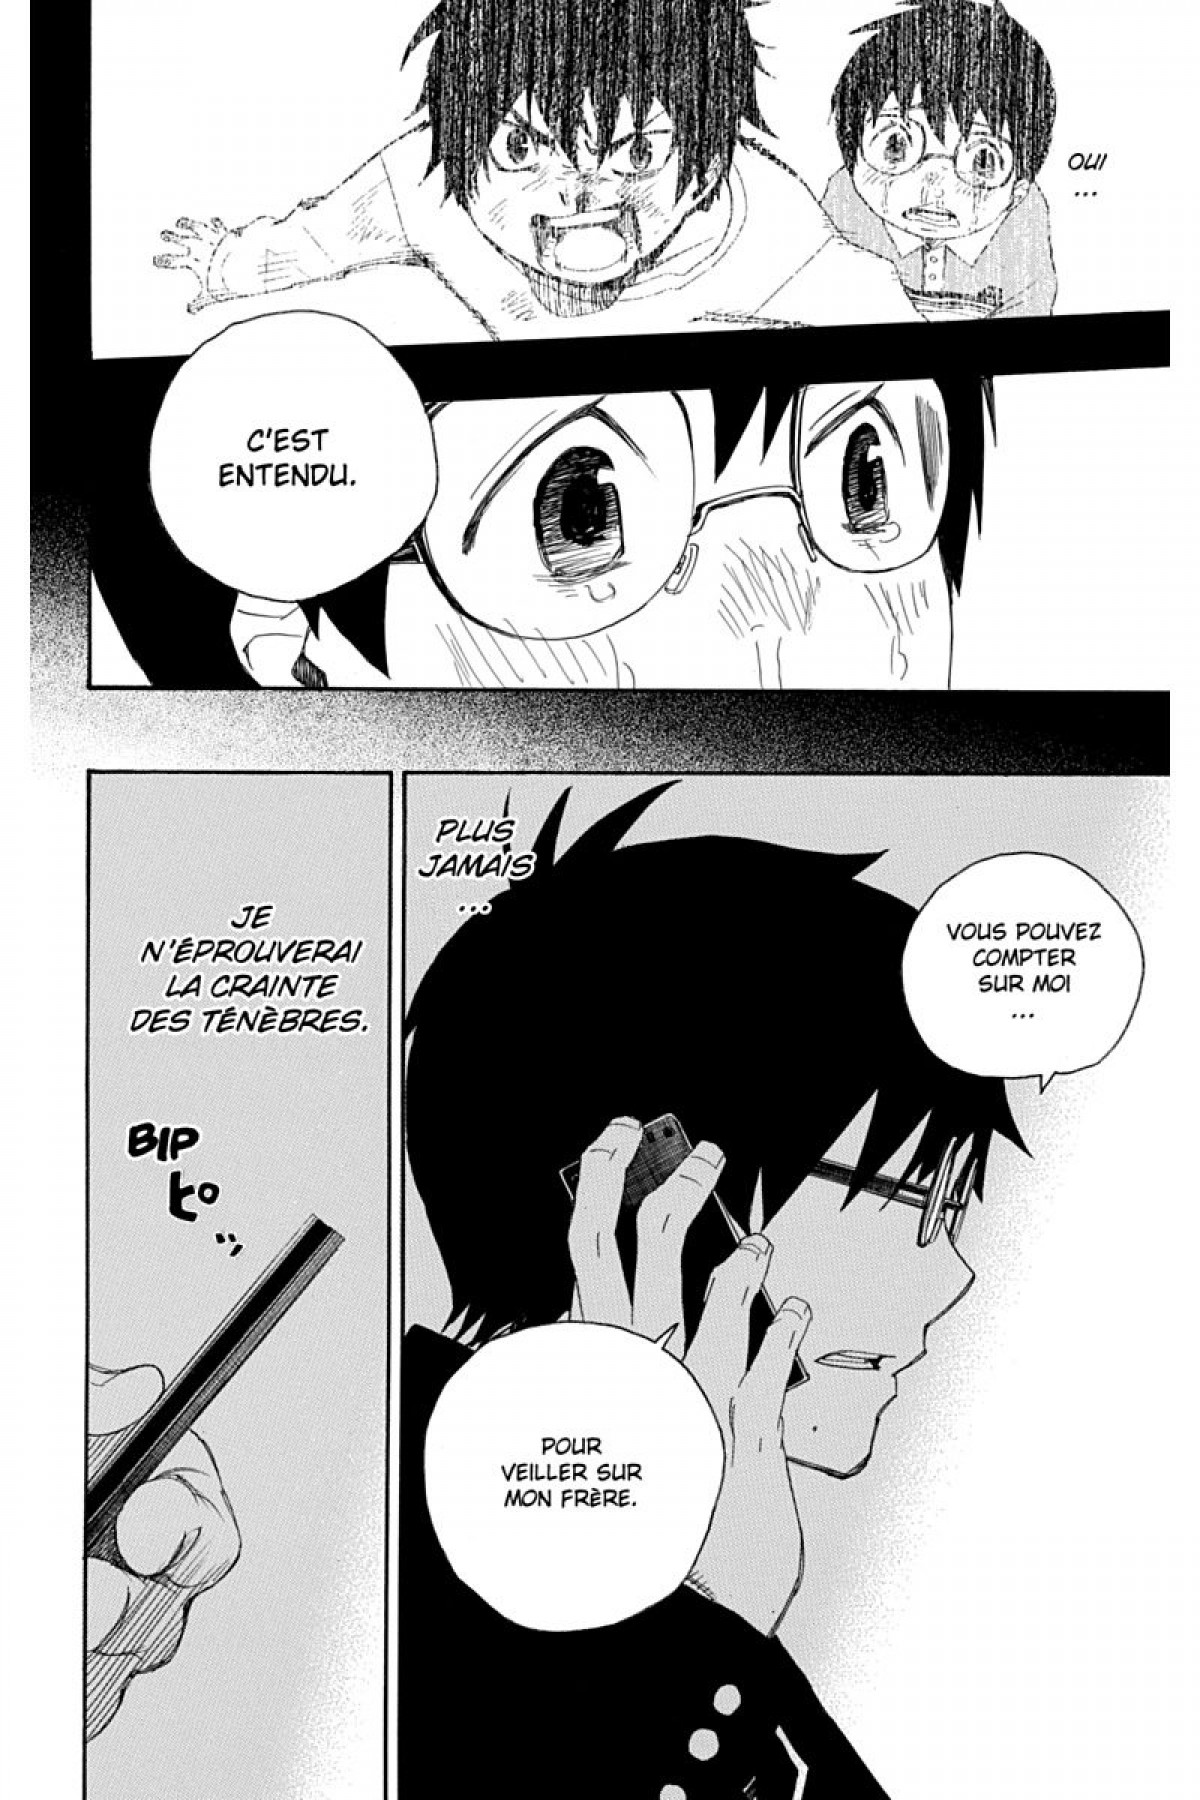 OUI
...
C'EST
ENTENDU.
VOUS POUVEZ
COMPTER
SUR MOI
...
PLUS
JAMAIS
...
POUR
VEILLER SUR
MON FRÈRE.
JE
N'ÉPROUVERAI
LA CRAINTE
DES TÉNÈBRES.
BIP
ピッ